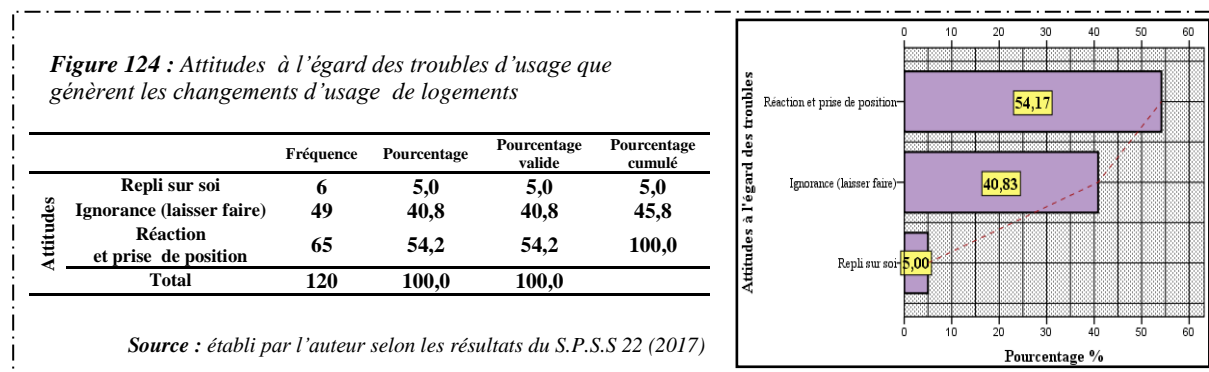 Figure 124 : Attitudes à l'égard des troubles d'usage que
génèrent les changements d'usage de logements
Fréquence Pourcentage Pourcentage valide Pourcentage cumulé
Attitudes
Repli sur soi 6 5,0 5,0 5,0
Ignorance (laisser faire) 49 40,8 40,8 45,8
Réaction
et prise de position 65 54,2 54,2 100,0
Total 120 100,0 100,0
Source : établi par l'auteur selon les résultats du S.P.S.S 22 (2017)
0 10 20 30 40 50 60
Attitudes à l'égard des troubles
Réaction et prise de position 54,17
Ignorance (laisser faire) 40,83
Repli sur soi 5,00
0 10 20 30 40 50 60
Pourcentage %